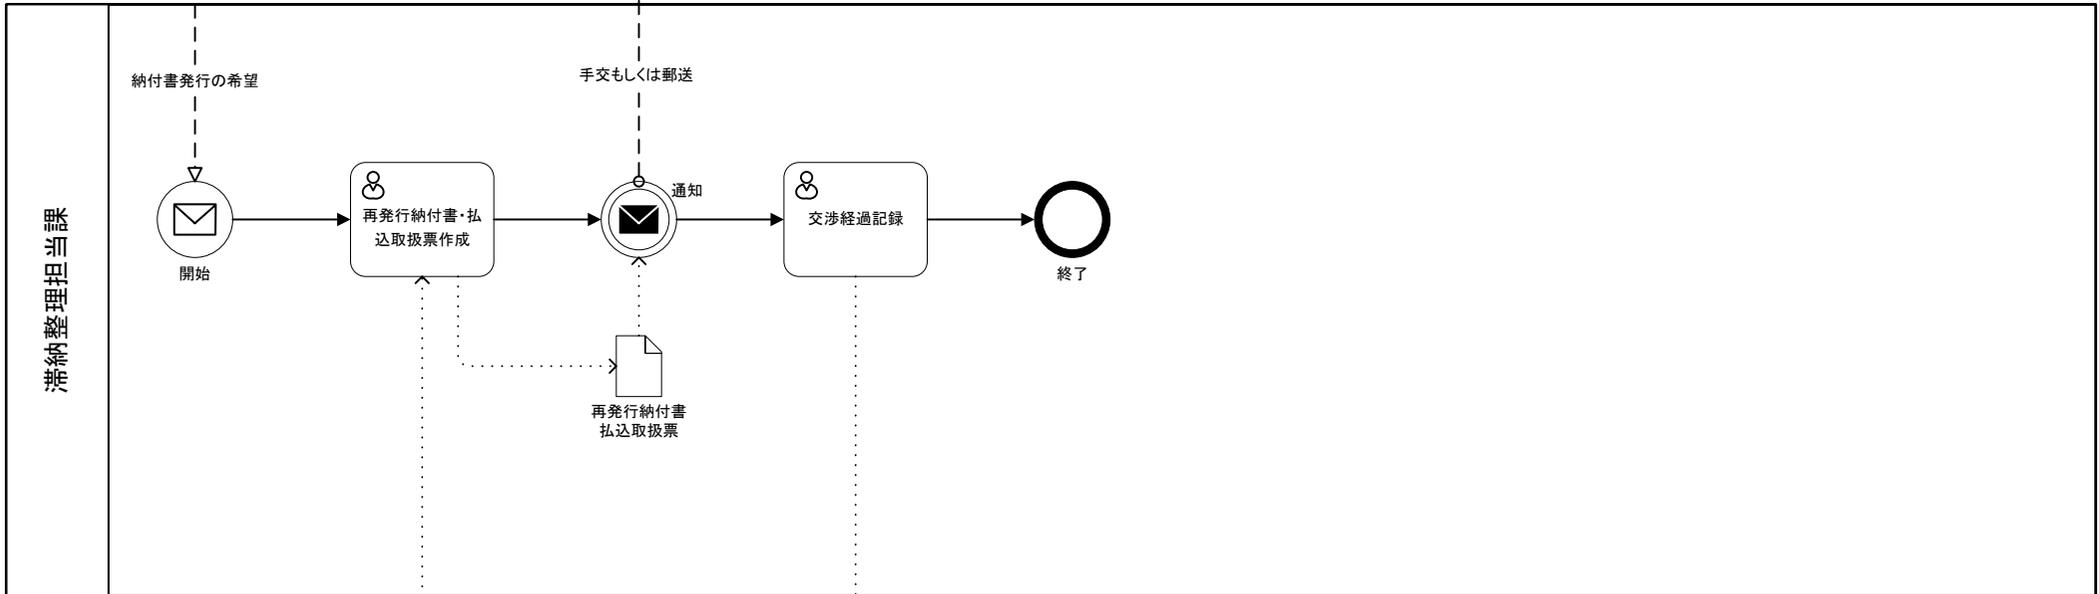 滞納整理担当課
納付書発行の希望
手交もしくは郵送
開始
再発行納付書・払
込取扱票作成
通知
交渉経過記録
終了
再発行納付書
払込取扱票